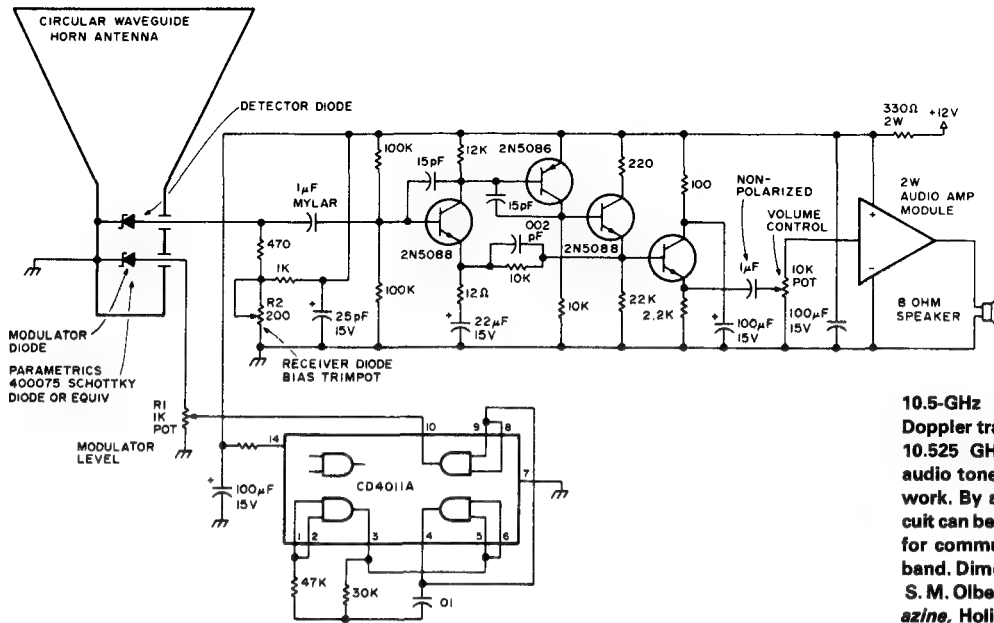 CIRCULAR WAVEGUIDE
HORN ANTENNA
DETECTOR DIODE
MODULATOR
DIODE
PARAMETRICS
400075 SCHOTTKY
DIODE OR EQUIV
1µF
MYLAR
470
1K
R2
200
25pF
15V
RECEIVER DIODE
BIAS TRIMPOT
100K
100K
15pF
12K
2N5086
15pF
2N5088
002
pF
10K
12Ω
22µF
15V
10K
220
2N5088
22K
2.2K
100
100µF
15V
NON-
POLARIZED
1µF
VOLUME
CONTROL
10K
POT
100µF
15V
330Ω
2W
+12V
2W
AUDIO AMP
MODULE
+
–
8 OHM
SPEAKER
R1
1K
POT
MODULATOR
LEVEL
100µF
15V
14
10
9
8
7
CD4011A
1
2
3
4
5
6
47K
30K
01
10.5-GHz
Doppler tra
10.525 GH
audio tone
work. By a
cuit can be
for commu
band. Dime
S. M. Olbe
azine, Holi